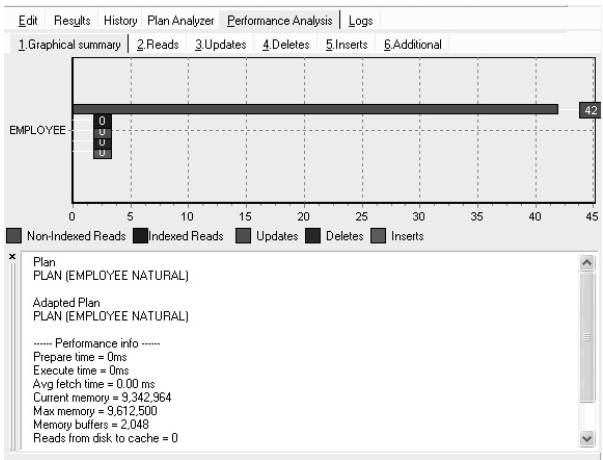 Edit Results History Plan Analyzer Performance Analysis Logs
1.Graphical summary 2.Reads 3.Updates 4.Deletes 5.Inserts 6.Additional
42
EMPLOYEE
0
0
0
0
0 5 10 15 20 25 30 35 40 45
Non-Indexed Reads Indexed Reads Updates Deletes Inserts
Plan
PLAN (EMPLOYEE NATURAL)
Adapted Plan
PLAN (EMPLOYEE NATURAL)
------ Performance info ------
Prepare time = 0ms
Execute time = 0ms
Avg fetch time = 0.00 ms
Current memory = 9,342,964
Max memory = 9,612,500
Memory buffers = 2,048
Reads from disk to cache = 0